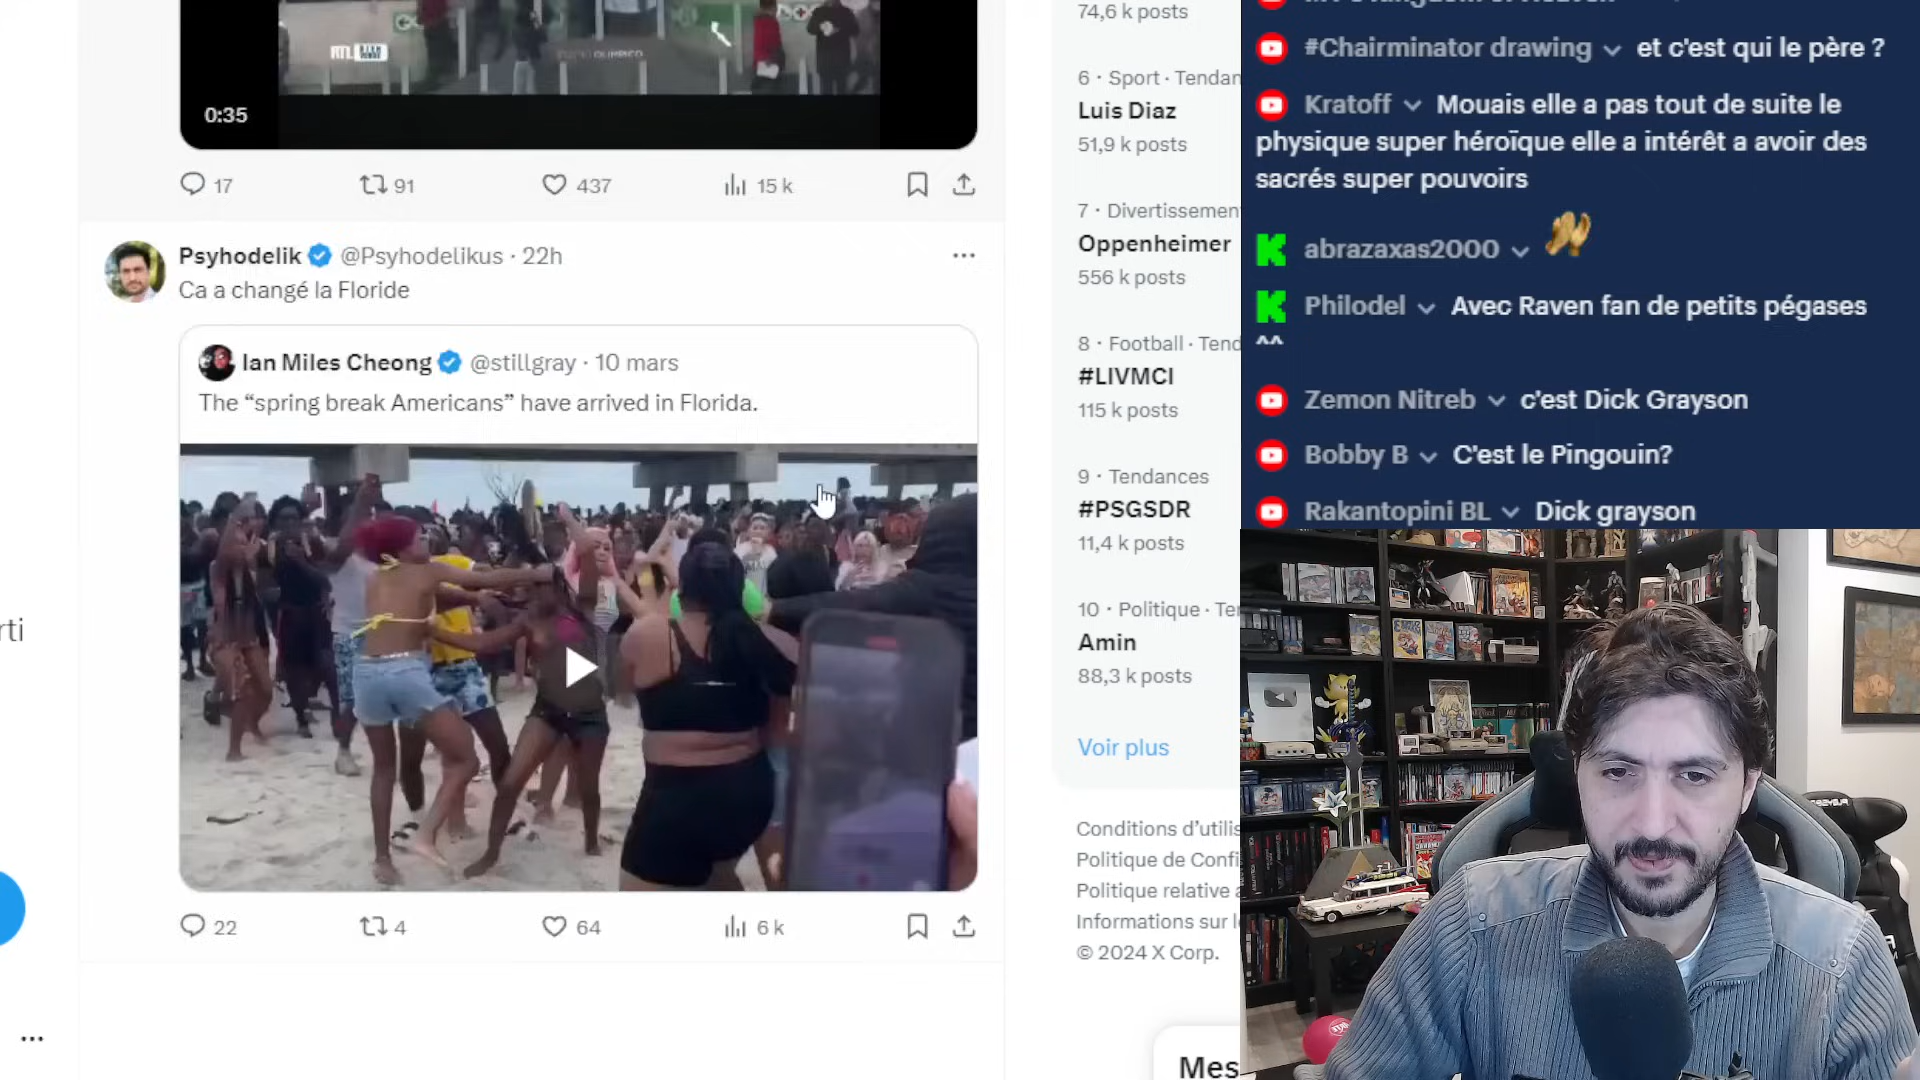 RTL
0:35
17
91
437
15 k
Psyhodelik @Psyhodelikus · 22h
Ca a changé la Floride
Ian Miles Cheong @stillgray · 10 mars
The “spring break Americans” have arrived in Florida.
22
4
64
6 k
rti
...
74,6 k posts
6 · Sport · Tendan
Luis Diaz
51,9 k posts
7 · Divertissemen
Oppenheimer
556 k posts
8 · Football · Tend
#LIVMCI
115 k posts
9 · Tendances
#PSGSDR
11,4 k posts
10 · Politique · Te
Amin
88,3 k posts
Voir plus
Conditions d’utilis
Politique de Confi
Politique relative a
Informations sur l
© 2024 X Corp.
Mes
#Chairminator drawing et c'est qui le père ?
Kratoff Mouais elle a pas tout de suite le
physique super héroïque elle a intérêt a avoir des
sacrés super pouvoirs
abrazaxas2000
Philodel Avec Raven fan de petits pégases
^^
Zemon Nitreb c'est Dick Grayson
Bobby B C'est le Pingouin?
Rakantopini BL Dick grayson